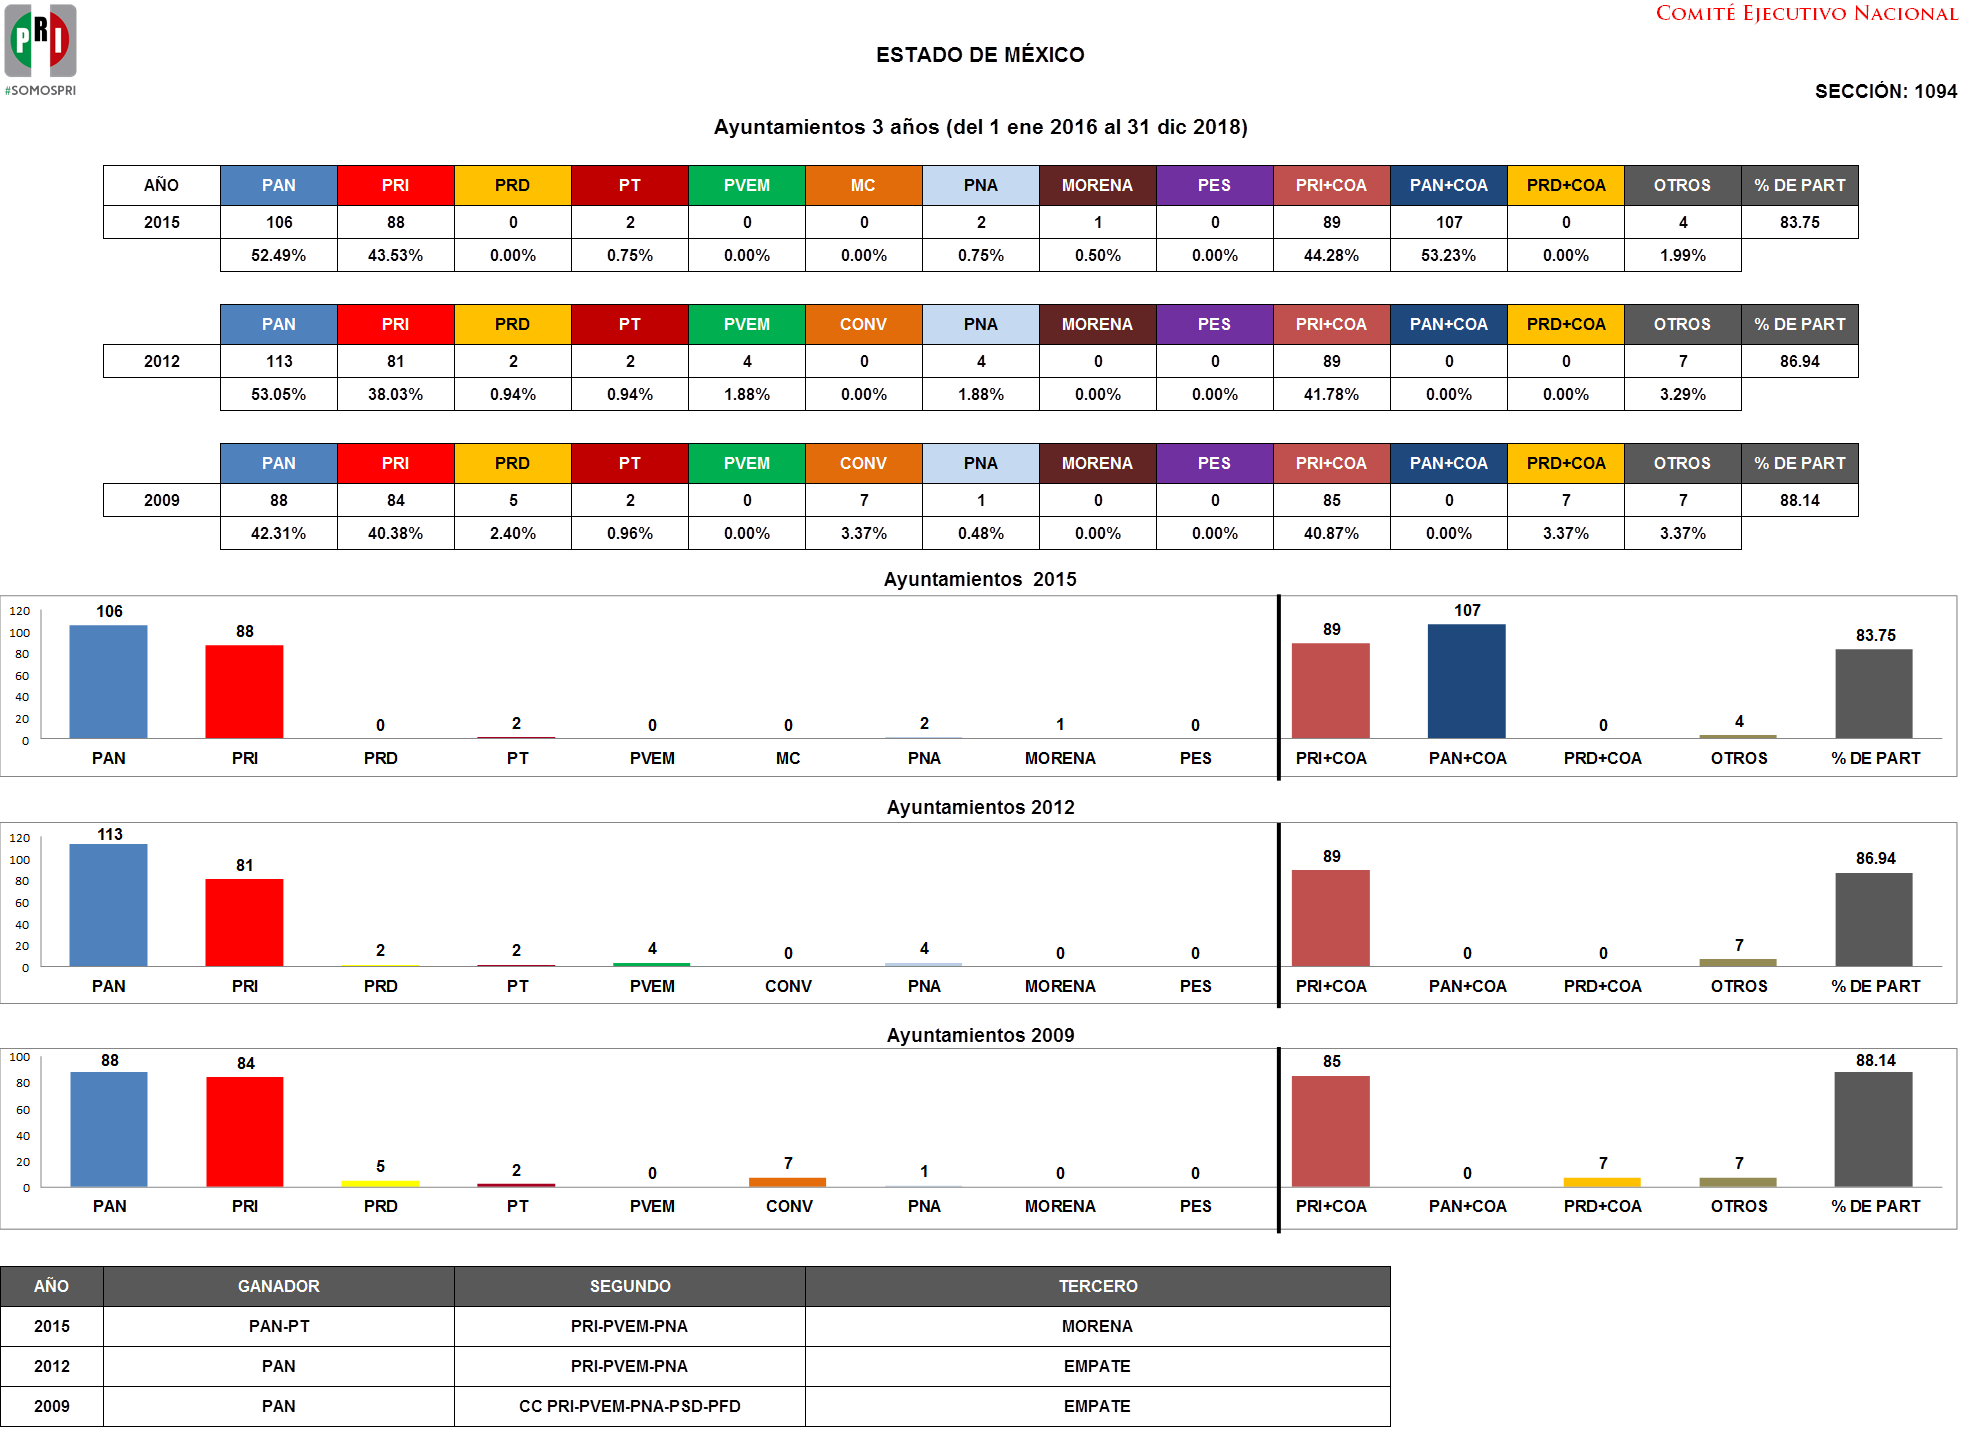 COMITÉ EJECUTIVO NACIONAL
PRI
#SOMOSPRI
ESTADO DE MÉXICO
SECCIÓN: 1094
Ayuntamientos 3 años (del 1 ene 2016 al 31 dic 2018)
AÑO PAN PRI PRD PT PVEM MC PNA MORENA PES PRI+COA PAN+COA PRD+COA OTROS % DE PART
2015 106 88 0 2 0 0 2 1 0 89 107 0 4 83.75
52.49% 43.53% 0.00% 0.75% 0.00% 0.00% 0.75% 0.50% 0.00% 44.28% 53.23% 0.00% 1.99%
PAN PRI PRD PT PVEM CONV PNA MORENA PES PRI+COA PAN+COA PRD+COA OTROS % DE PART
2012 113 81 2 2 4 0 4 0 0 89 0 0 7 86.94
53.05% 38.03% 0.94% 0.94% 1.88% 0.00% 1.88% 0.00% 0.00% 41.78% 0.00% 0.00% 3.29%
PAN PRI PRD PT PVEM CONV PNA MORENA PES PRI+COA PAN+COA PRD+COA OTROS % DE PART
2009 88 84 5 2 0 7 1 0 0 85 0 7 7 88.14
42.31% 40.38% 2.40% 0.96% 0.00% 3.37% 0.48% 0.00% 0.00% 40.87% 0.00% 3.37% 3.37%
Ayuntamientos 2015
120
100
80
60
40
20
0
106 88 0 2 0 0 2 1 0 89 107 0 4 83.75
PAN PRI PRD PT PVEM MC PNA MORENA PES PRI+COA PAN+COA PRD+COA OTROS % DE PART
Ayuntamientos 2012
120
100
80
60
40
20
0
113 81 2 2 4 0 4 0 0 89 0 0 7 86.94
PAN PRI PRD PT PVEM CONV PNA MORENA PES PRI+COA PAN+COA PRD+COA OTROS % DE PART
Ayuntamientos 2009
100
80
60
40
20
0
88 84 5 2 0 7 1 0 0 85 0 7 7 88.14
PAN PRI PRD PT PVEM CONV PNA MORENA PES PRI+COA PAN+COA PRD+COA OTROS % DE PART
AÑO GANADOR SEGUNDO TERCERO
2015 PAN-PT PRI-PVEM-PNA MORENA
2012 PAN PRI-PVEM-PNA EMPATE
2009 PAN CC PRI-PVEM-PNA-PSD-PFD EMPATE